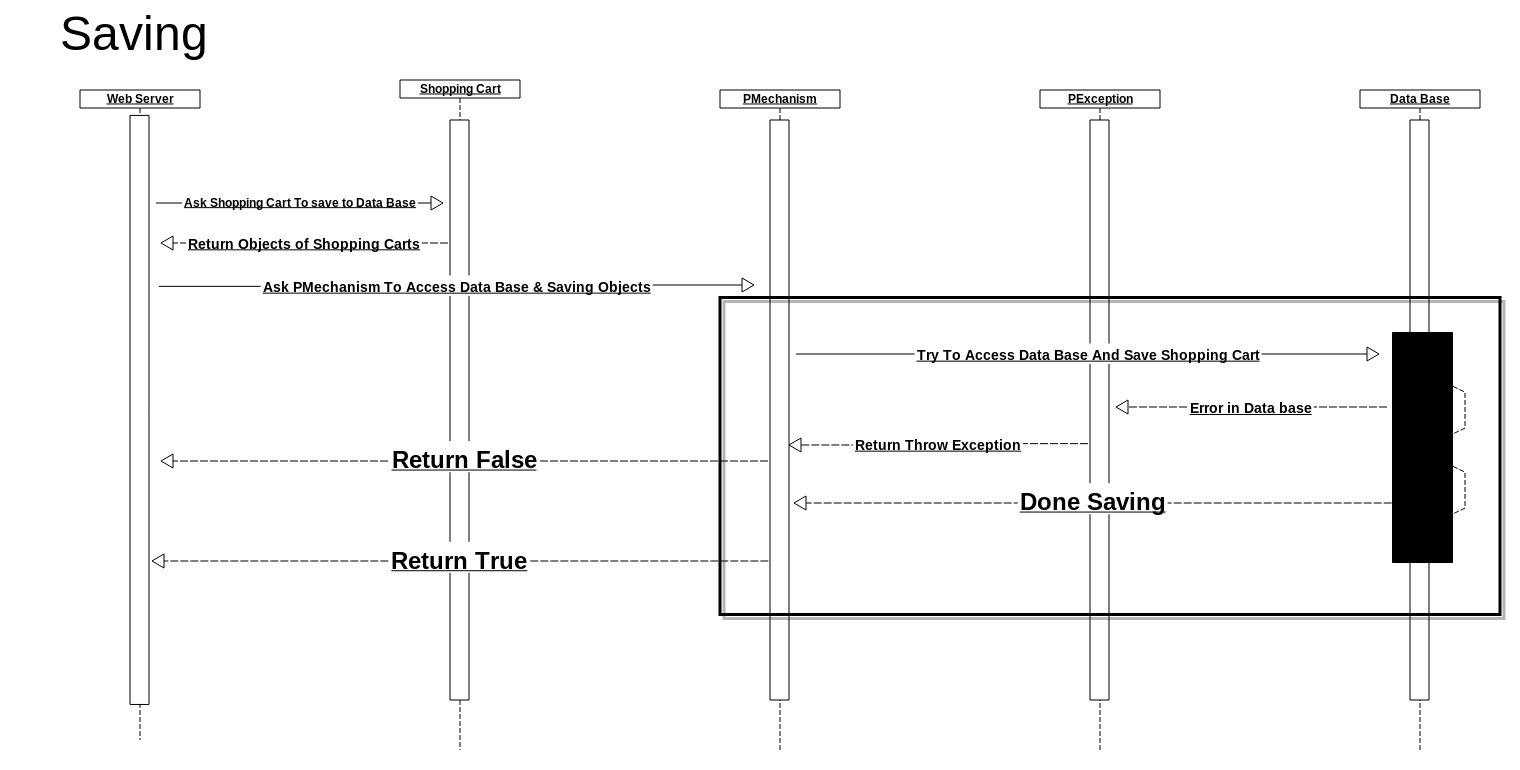 Saving
Web Server
Shopping Cart
PMechanism
PException
Data Base
Ask Shopping Cart To save to Data Base
Return Objects of Shopping Carts
Ask PMechanism To Access Data Base & Saving Objects
Try To Access Data Base And Save Shopping Cart
Error in Data base
Return Throw Exception
Return False
Done Saving
Return True